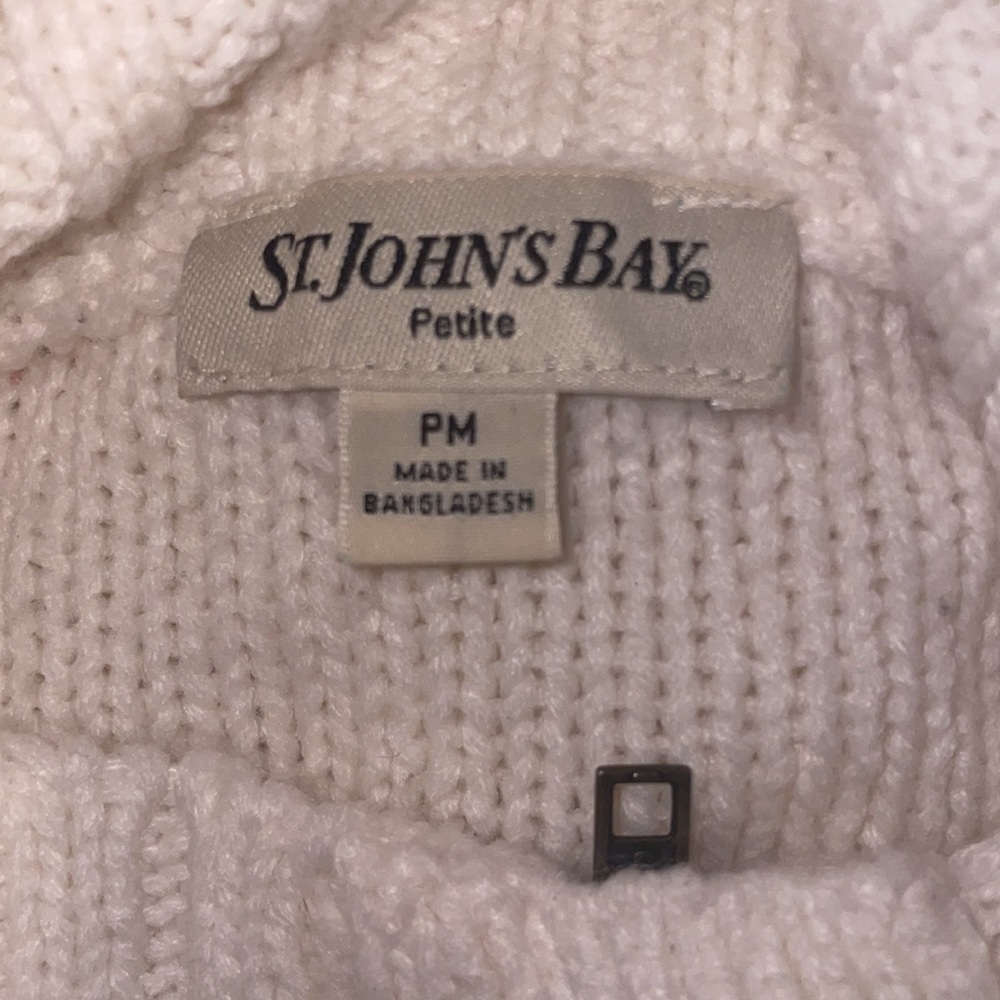 ST. JOHN'S BAY®
Petite
PM
MADE IN
BANGLADESH